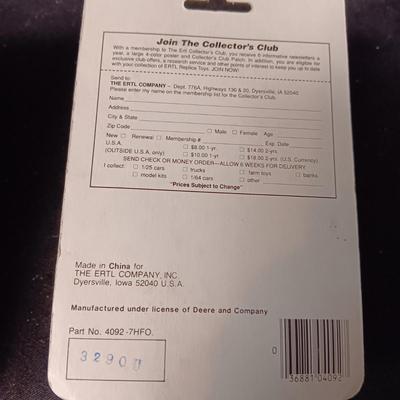 Join The Collector's Club
With a membership to The Ertl Collector's Club, you receive 6 informative newsletters a
year, a large 4-color poster and Collector's Club Patch. In addition, you are eligible for
exclusive club offers, a research service and other points of interest to keep you up to date
with exclusive ERTL Replica Toys. JOIN NOW!
Send to:
THE ERTL COMPANY - Dept. 776A, Highways 136 & 20, Dyersville, IA 52040
Please enter my name on the membership list for the Collector's Club.
Name
Address
City & State
Zip Code □ Male □ Female Age
New □ Renewal □ Membership # Exp. Date
U.S.A. □ $8.00 1-yr. □ $14.00 2-yrs.
(OUTSIDE U.S.A. only) □ $10.00 1-yr. □ $18.00 2-yrs. (U.S. Currency)
SEND CHECK OR MONEY ORDER-ALLOW 6 WEEKS FOR DELIVERY.
I collect: □ 1/25 cars □ trucks □ farm toys □ banks
□ model kits □ 1/64 cars □ other
"Prices Subject to Change"
Made in China for
THE ERTL COMPANY, INC.
Dyersville, Iowa 52040 U.S.A.
Manufactured under license of Deere and Company
Part No. 4092-7HFO.
32900
0
36881 04092